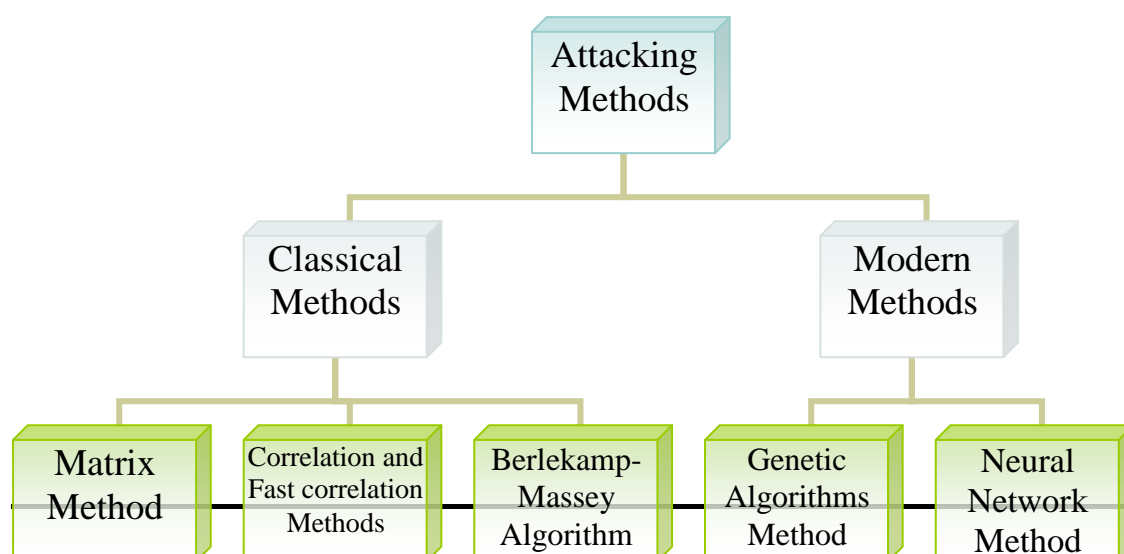 Attacking
Methods
Classical
Methods
Modern
Methods
Matrix
Method
Correlation and
Fast correlation
Methods
Berlekamp-
Massey
Algorithm
Genetic
Algorithms
Method
Neural
Network
Method